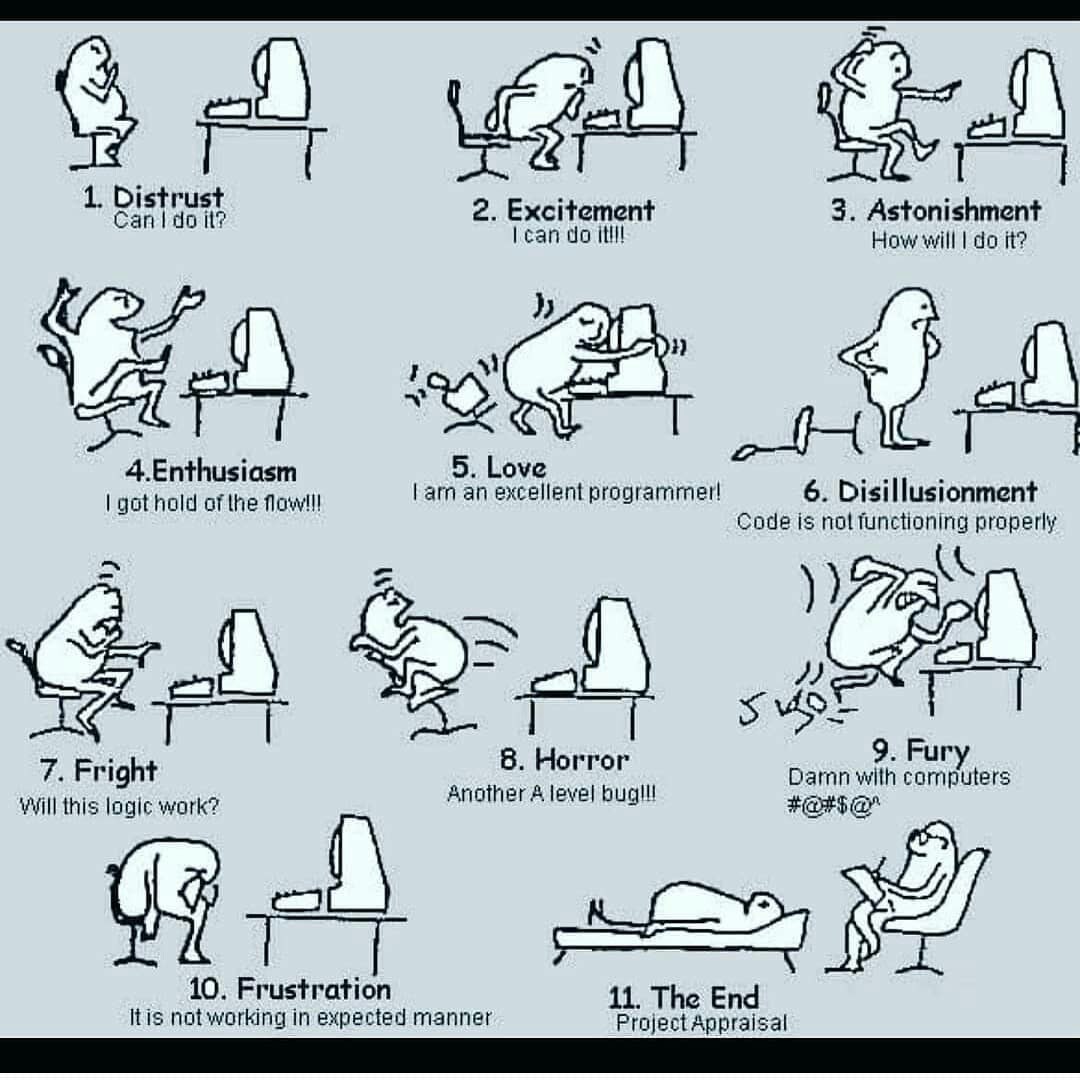 1. Distrust
Can I do it?
2. Excitement
I can do it!!!
3. Astonishment
How will I do it?
4.Enthusiasm
I got hold of the flow!!!
5. Love
I am an excellent programmer!
6. Disillusionment
Code is not functioning properly
7. Fright
Will this logic work?
8. Horror
Another A level bug!!!
9. Fury
Damn with computers
#@#$@^
10. Frustration
It is not working in expected manner
11. The End
Project Appraisal